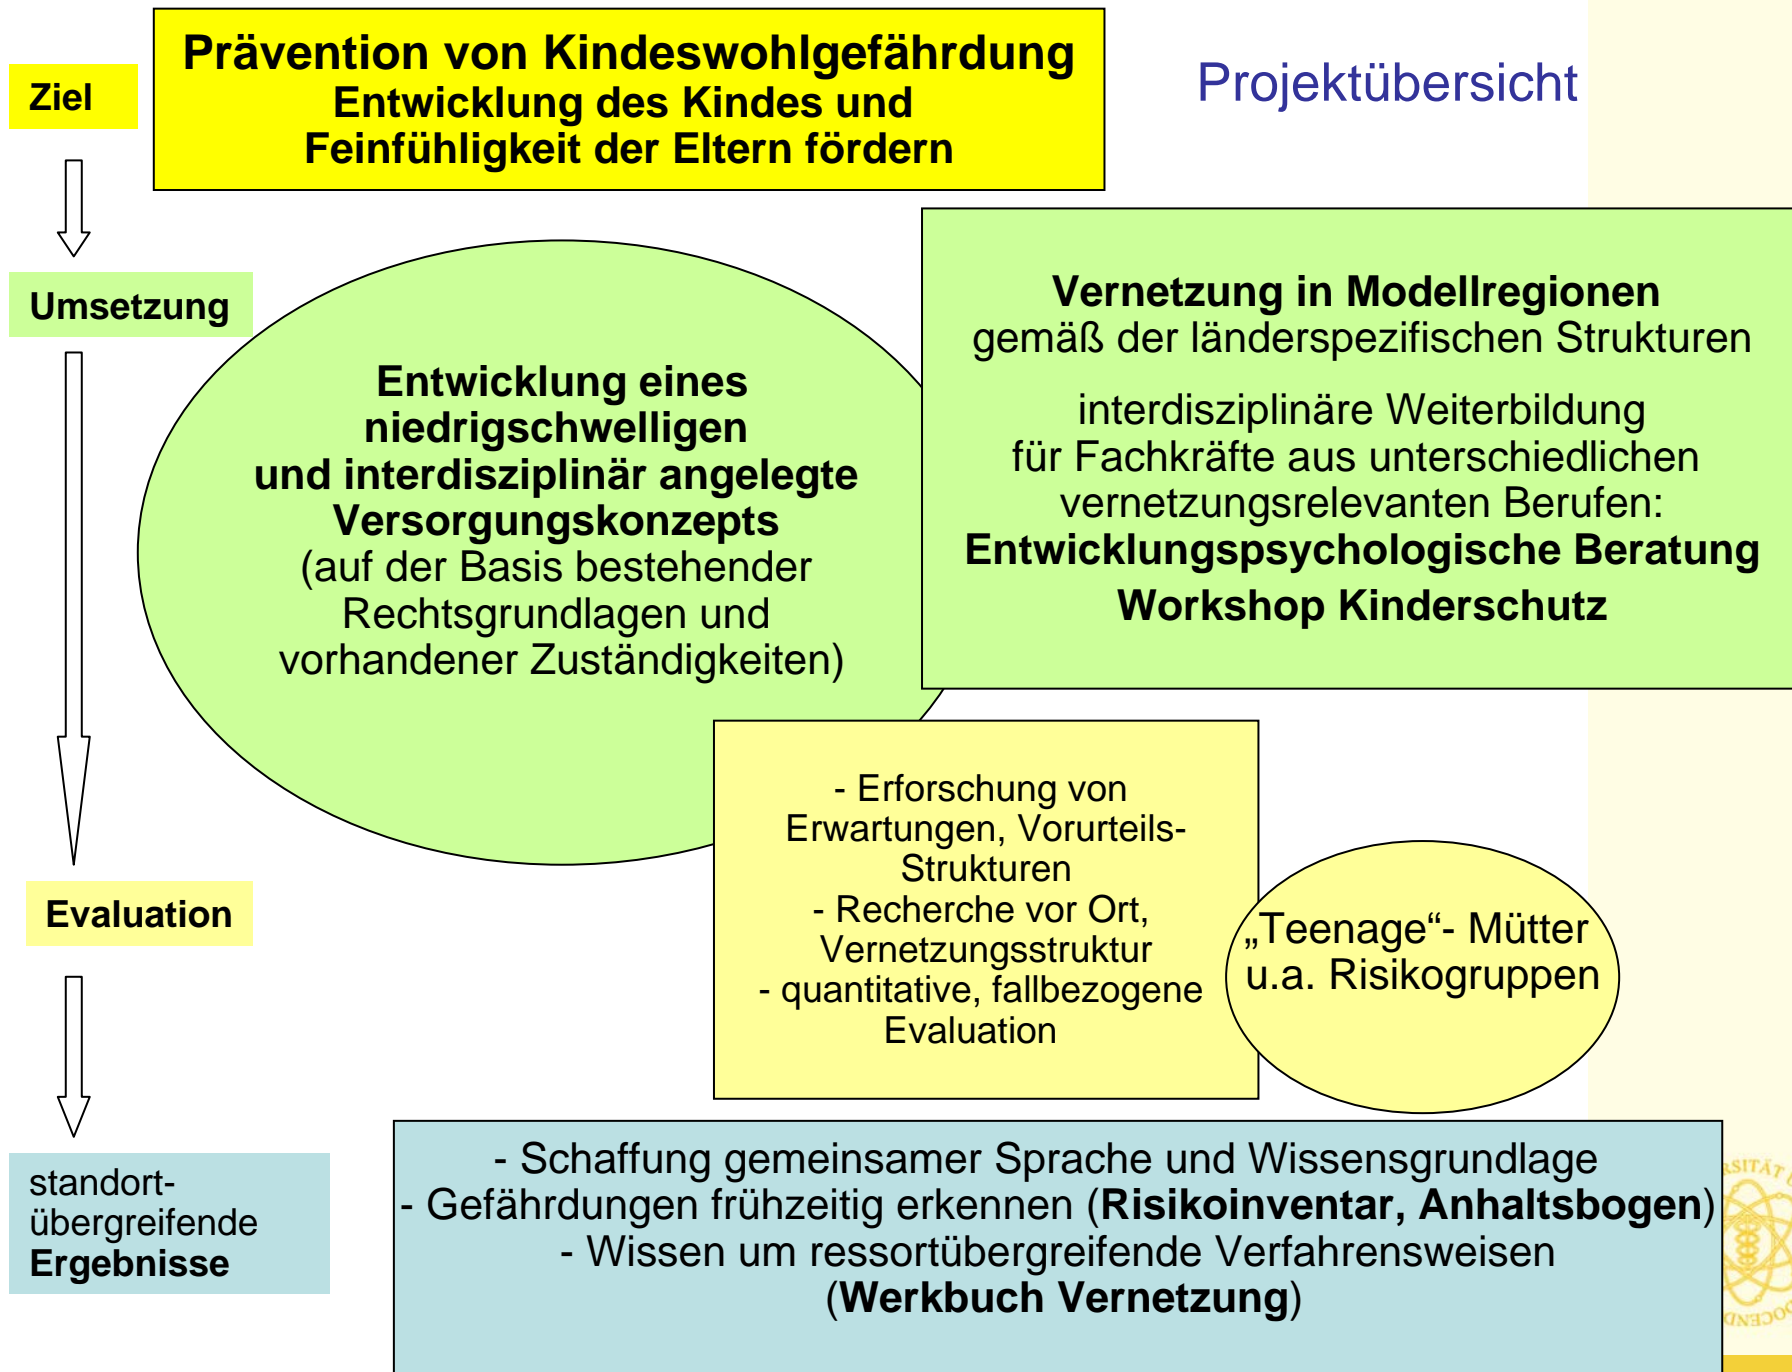 Projektübersicht
Ziel
Prävention von Kindeswohlgefährdung
Entwicklung des Kindes und
Feinfühligkeit der Eltern fördern
Umsetzung
Entwicklung eines
niedrigschwelligen
und interdisziplinär angelegte
Versorgungskonzepts
(auf der Basis bestehender
Rechtsgrundlagen und
vorhandener Zuständigkeiten)
Vernetzung in Modellregionen
gemäß der länderspezifischen Strukturen
interdisziplinäre Weiterbildung
für Fachkräfte aus unterschiedlichen
vernetzungsrelevanten Berufen:
Entwicklungspsychologische Beratung
Workshop Kinderschutz
Evaluation
- Erforschung von
Erwartungen, Vorurteils-
Strukturen
- Recherche vor Ort,
Vernetzungsstruktur
- quantitative, fallbezogene
Evaluation
„Teenage“- Mütter
u.a. Risikogruppen
standort-
übergreifende
Ergebnisse
- Schaffung gemeinsamer Sprache und Wissensgrundlage
- Gefährdungen frühzeitig erkennen (Risikoinventar, Anhaltsbogen)
- Wissen um ressortübergreifende Verfahrensweisen
(Werkbuch Vernetzung)